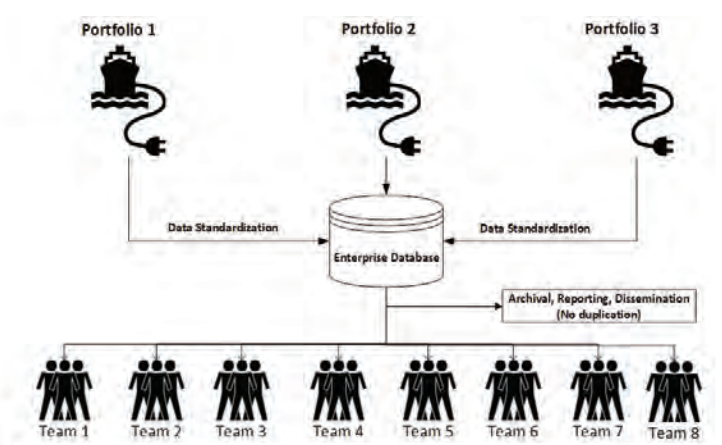 Portfolio 1
Portfolio 2
Portfolio 3
Data Standardization
Data Standardization
Enterprise Database
Archival, Reporting, Dissemination
(No duplication)
Team 1
Team 2
Team 3
Team 4
Team 5
Team 6
Team 7
Team 8